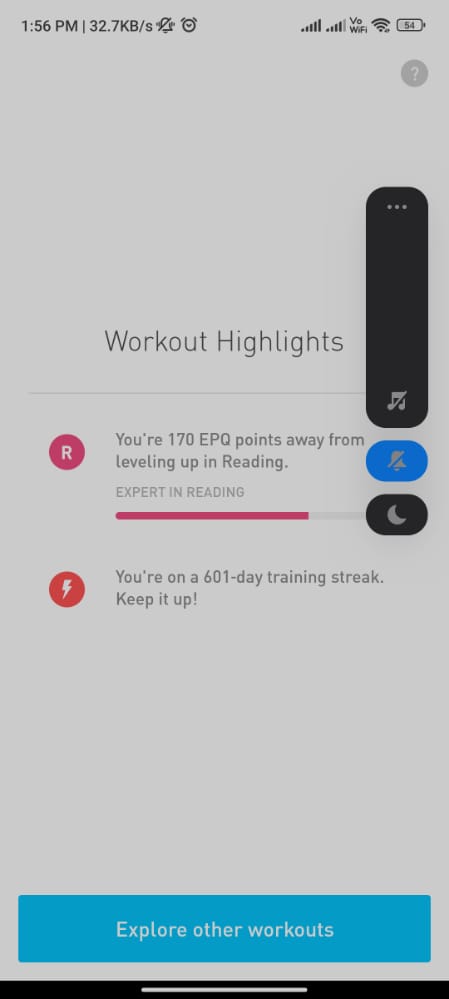 1:56 PM | 32.7KB/s
Vo
WiFi
54
?
Workout Highlights
R
You're 170 EPQ points away from
leveling up in Reading.
EXPERT IN READING
You're on a 601-day training streak.
Keep it up!
Explore other workouts